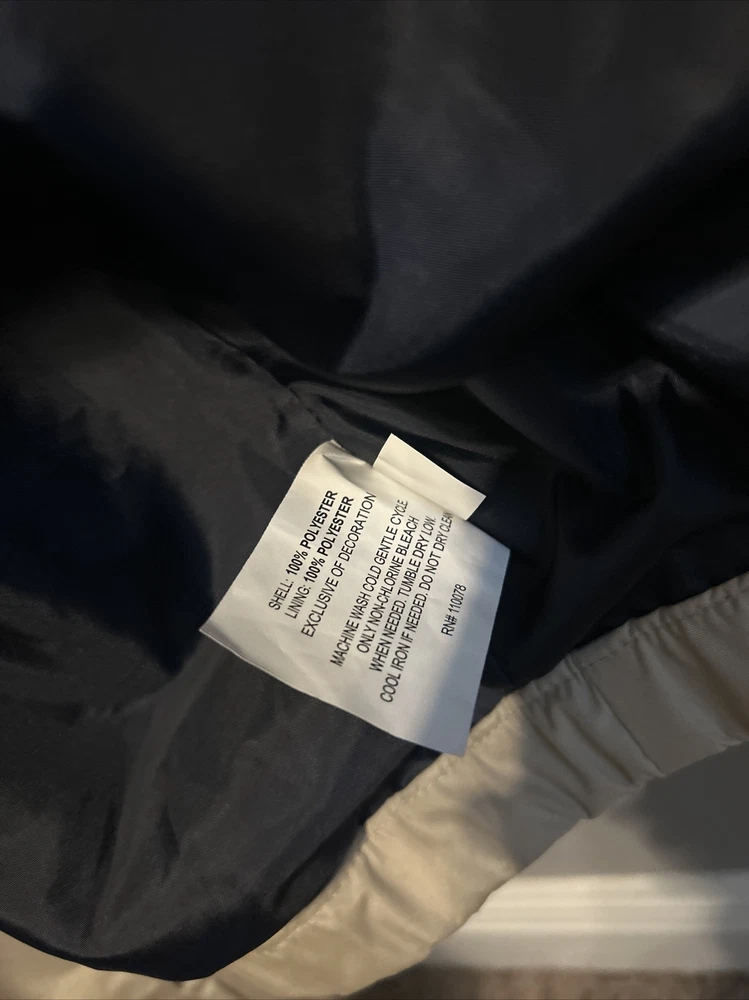 SHELL: 100% POLYESTER
LINING: 100% POLYESTER
EXCLUSIVE OF DECORATION
MACHINE WASH COLD GENTLE CYCLE
ONLY NON-CHLORINE BLEACH
WHEN NEEDED. TUMBLE DRY LOW.
COOL IRON IF NEEDED. DO NOT DRY CLEAN
RN# 110078